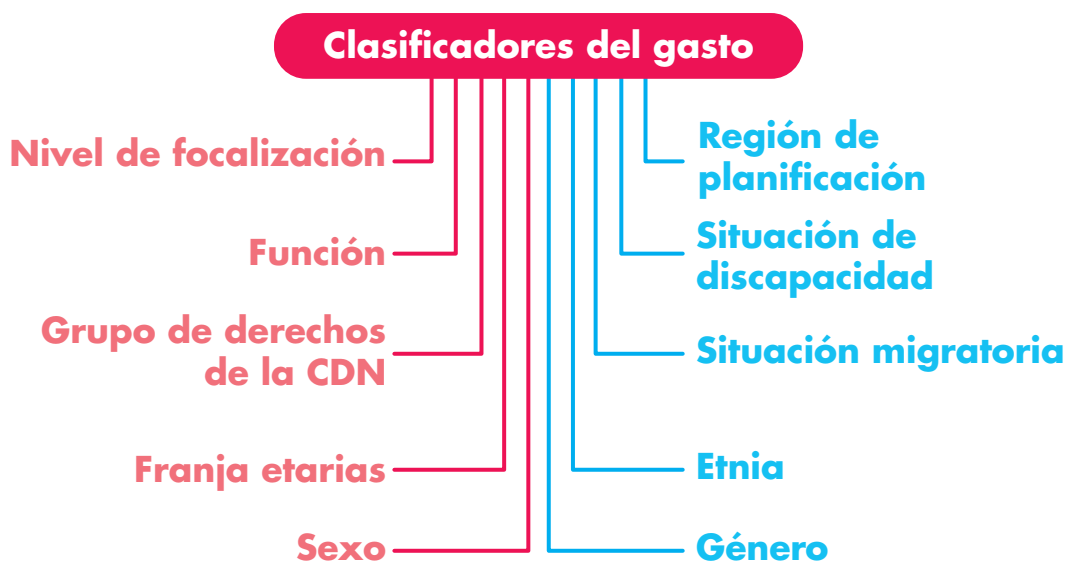 Clasificadores del gasto
Nivel de focalización
Función
Grupo de derechos
de la CDN
Franja etarias
Sexo
Región de
planificación
Situación de
discapacidad
Situación migratoria
Etnia
Género